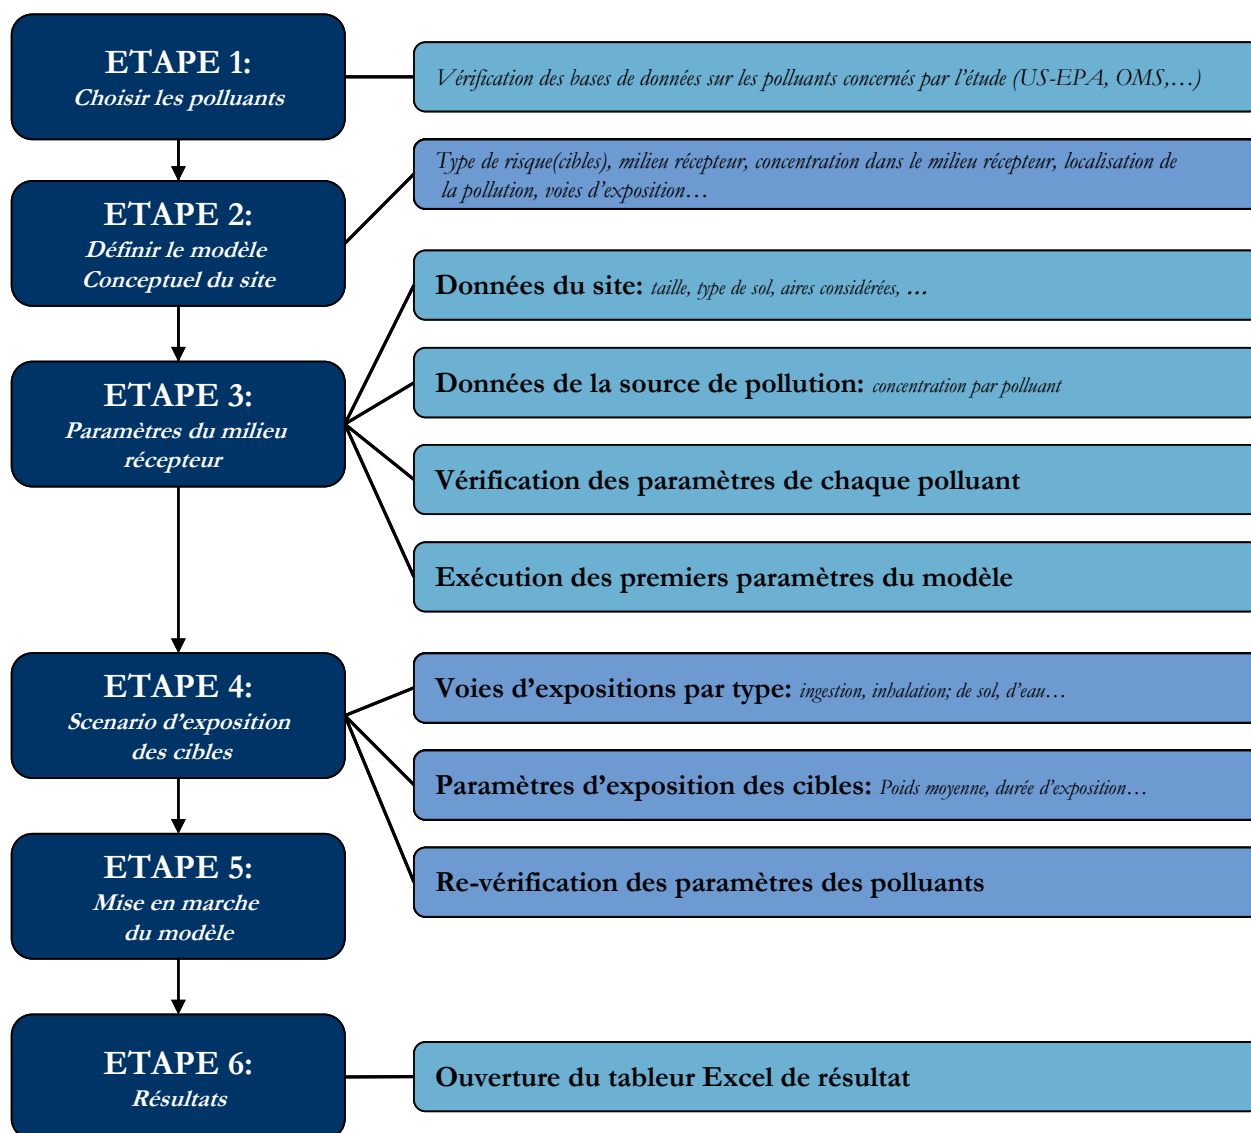 ETAPE 1:
Choisir les polluants
Vérification des bases de données sur les polluants concernés par l'étude (US-EPA, OMS,…)
ETAPE 2:
Définir le modèle
Conceptuel du site
Type de risque(cibles), milieu récepteur, concentration dans le milieu récepteur, localisation de
la pollution, voies d'exposition…
ETAPE 3:
Paramètres du milieu
récepteur
Données du site: taille, type de sol, aires considérées, …
Données de la source de pollution: concentration par polluant
Vérification des paramètres de chaque polluant
Exécution des premiers paramètres du modèle
ETAPE 4:
Scenario d'exposition
des cibles
Voies d'expositions par type: ingestion, inhalation; de sol, d'eau…
Paramètres d'exposition des cibles: Poids moyenne, durée d'exposition…
Re-vérification des paramètres des polluants
ETAPE 5:
Mise en marche
du modèle
ETAPE 6:
Résultats
Ouverture du tableur Excel de résultat